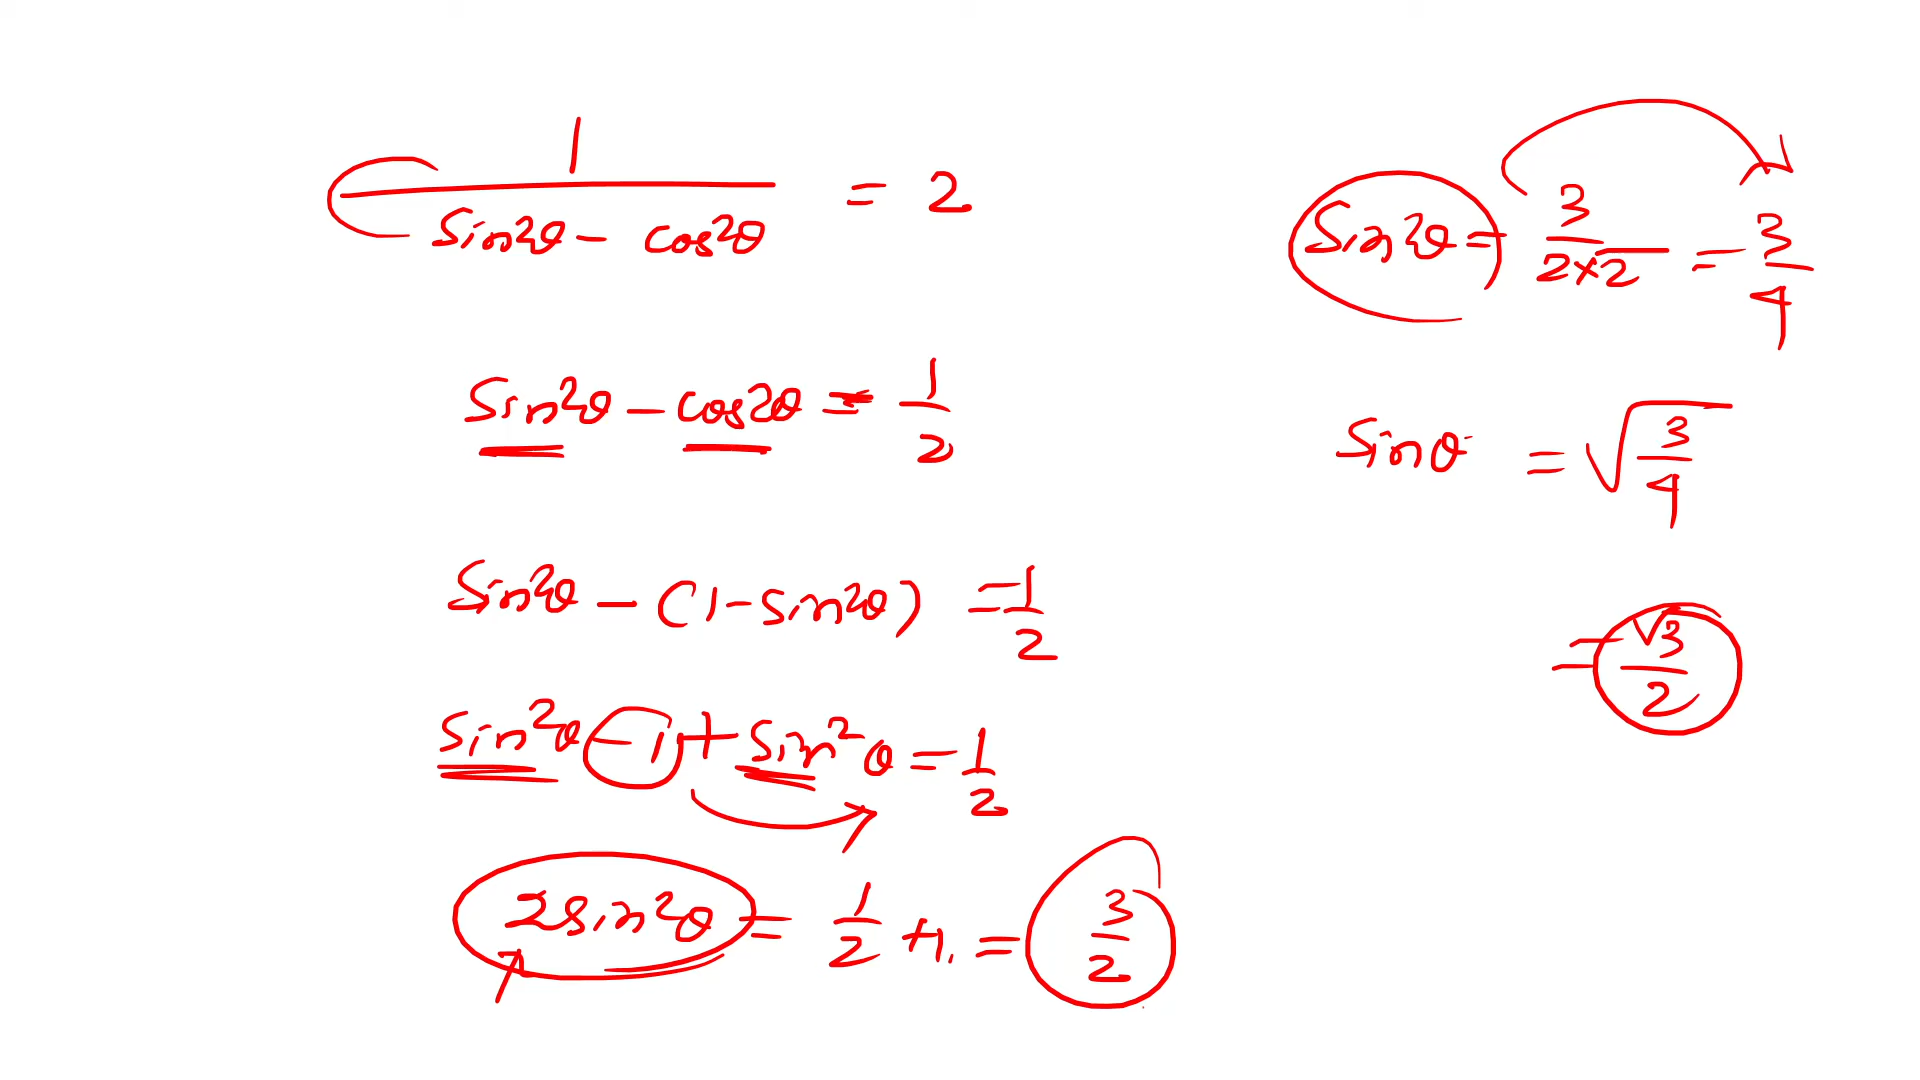 1 / (sin²θ - cos²θ) = 2
sin²θ - cos²θ = 1/2
sin²θ - (1 - sin²θ) = 1/2
sin²θ - 1 + sin²θ = 1/2
2sin²θ = 1/2 + 1 = 3/2
sin²θ = 3/(2×2) = 3/4
sinθ = √(3/4)
= √3/2